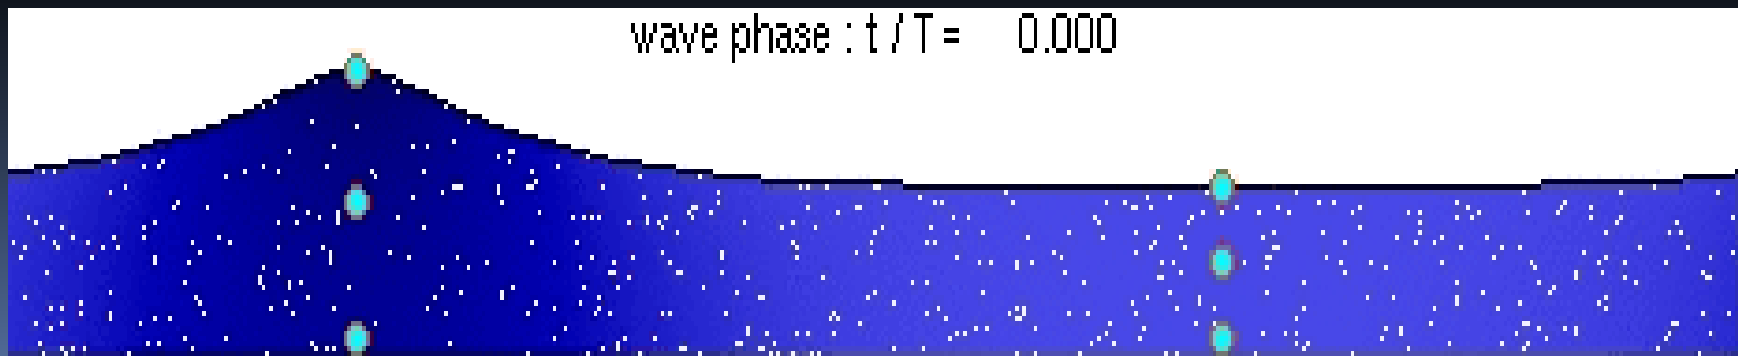 wave phase : t / T = 0.000